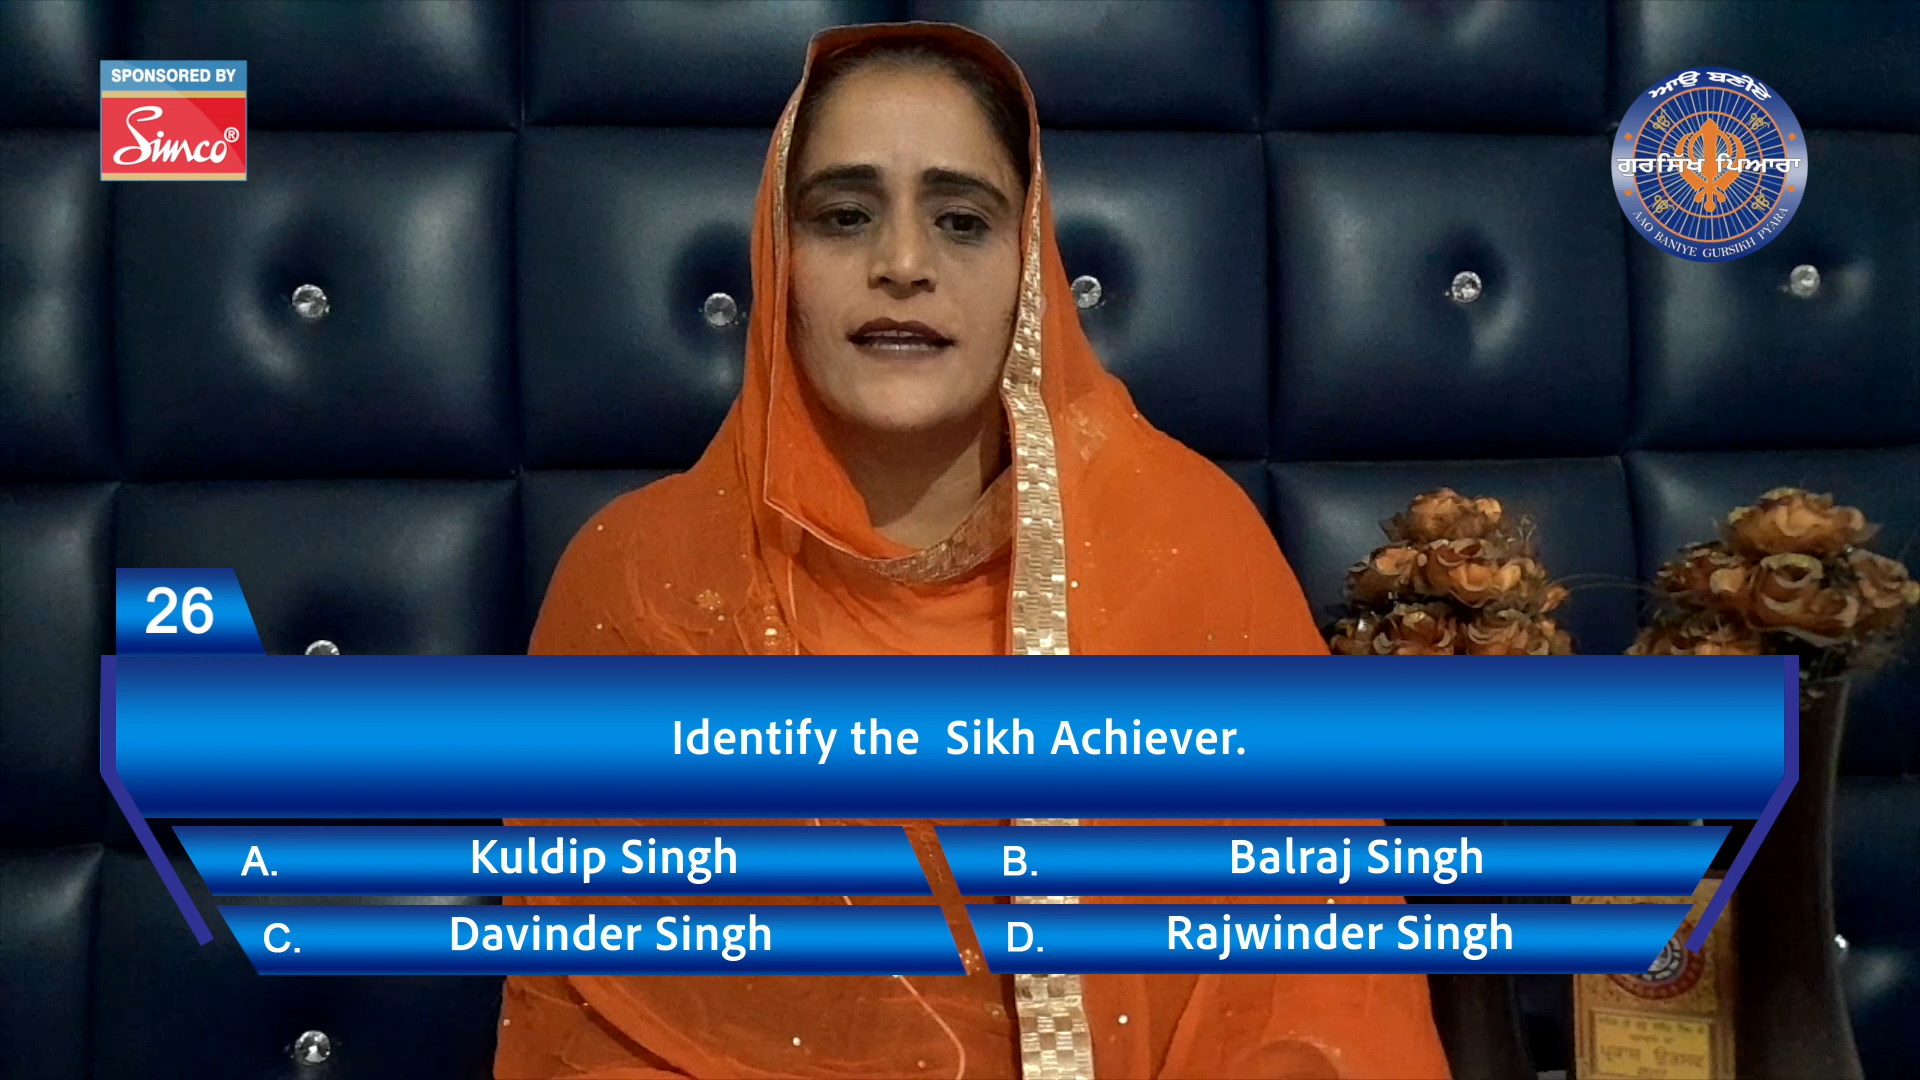 SPONSORED BY
Simco®
ਆਉ ਬਣੀਏ
ਗੁਰਸਿੱਖ ਪਿਆਰਾ
AAO BANIYE GURSIKH PYARA
26
Identify the Sikh Achiever.
A. Kuldip Singh
B. Balraj Singh
C. Davinder Singh
D. Rajwinder Singh